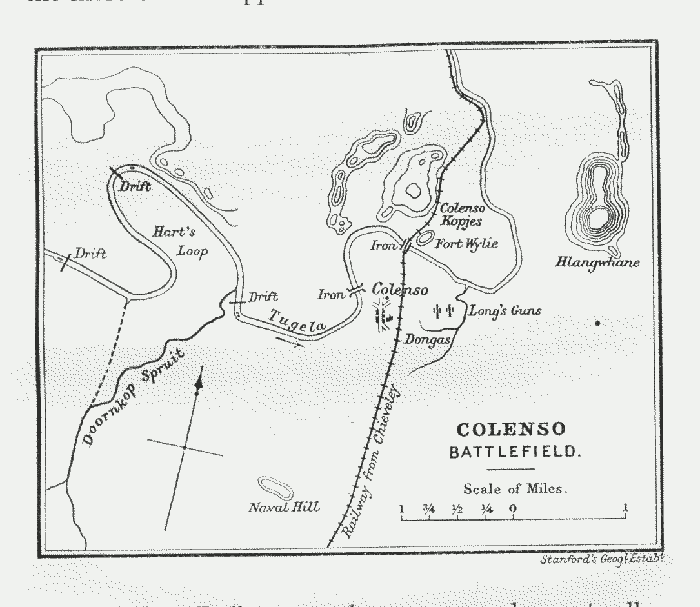 Drift
Hart's
Loop
Drift
Drift
Colenso
Kopjes
Iron
Fort Wylie
Hlangwhane
Iron
Colenso
Tugela
Long's Guns
Dongas
Doornkop Spruit
Railway from Chieveley
Naval Hill
COLENSO
BATTLEFIELD.
Scale of Miles.
1 ¾ ½ ¼ 0 1
Stanford's Geogl. Estabt.